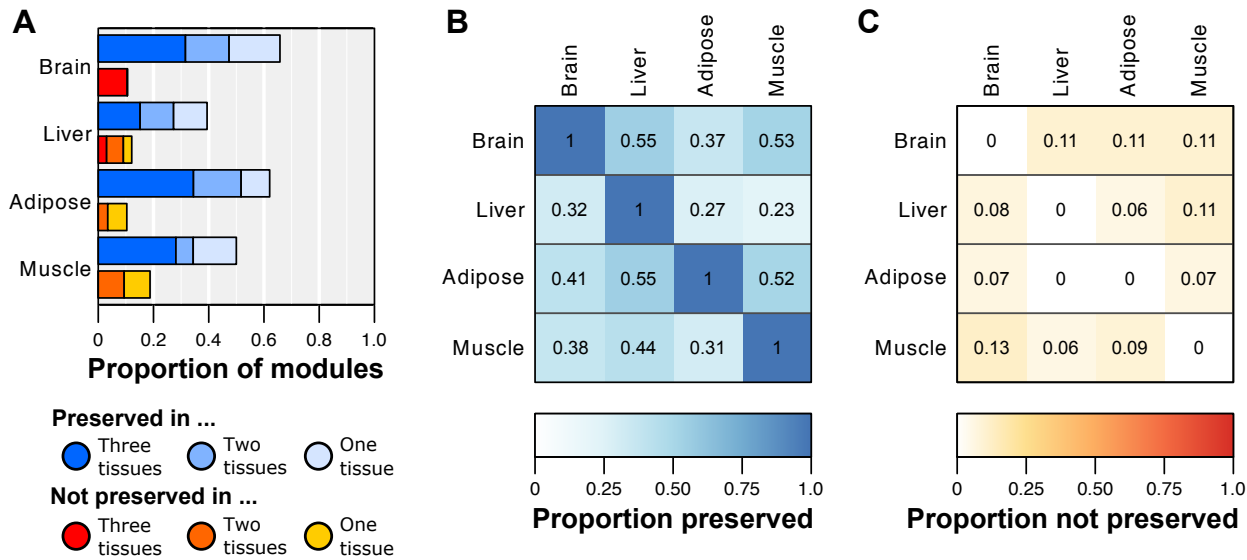 A
Brain
Liver
Adipose
Muscle
0
0.2
0.4
0.6
0.8
1.0
Proportion of modules
Preserved in ...
Three tissues
Two tissues
One tissue
Not preserved in ...
Three tissues
Two tissues
One tissue
B
Brain Liver Adipose Muscle
Brain 1 0.55 0.37 0.53
Liver 0.32 1 0.27 0.23
Adipose 0.41 0.55 1 0.52
Muscle 0.38 0.44 0.31 1
0 0.25 0.50 0.75 1.0
Proportion preserved
C
Brain Liver Adipose Muscle
Brain 0 0.11 0.11 0.11
Liver 0.08 0 0.06 0.11
Adipose 0.07 0 0 0.07
Muscle 0.13 0.06 0.09 0
0 0.25 0.50 0.75 1.0
Proportion not preserved